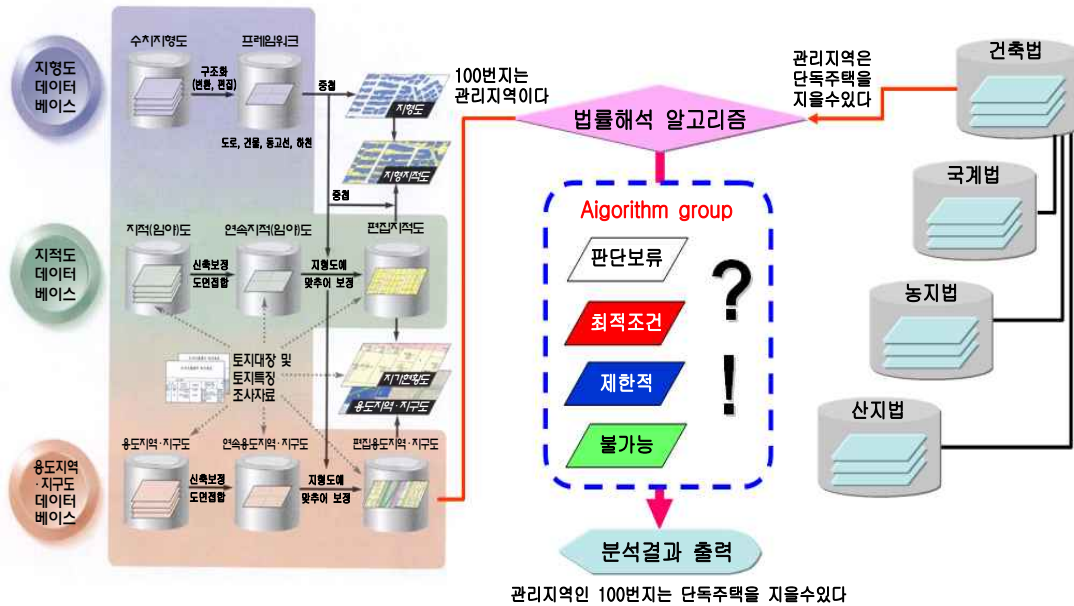 지형도
데이터
베이스
수치지형도
프레임워크
구조화
(변환, 편집)
도로, 건물, 등고선, 하천
중첩
지형도
지형지적도
중첩
지적도
데이터
베이스
지적(임야)도
연속지적(임야)도
편집지적도
신축보정
도면접합
지형도에
맞추어 보정
토지대장 및
토지특징
조사자료
지기현황도
용도지역·지구도
용도지역
·지구도
데이터
베이스
용도지역·지구도
연속용도지역·지구도
편집용도지역·지구도
신축보정
도면접합
지형도에
맞추어 보정
100번지는
관리지역이다
법률해석 알고리즘
관리지역은
단독주택을
지을수있다
Aigorithm group
판단보류
최적조건
제한적
불가능
?
!
분석결과 출력
관리지역인 100번지는 단독주택을 지을수있다
건축법
국계법
농지법
산지법